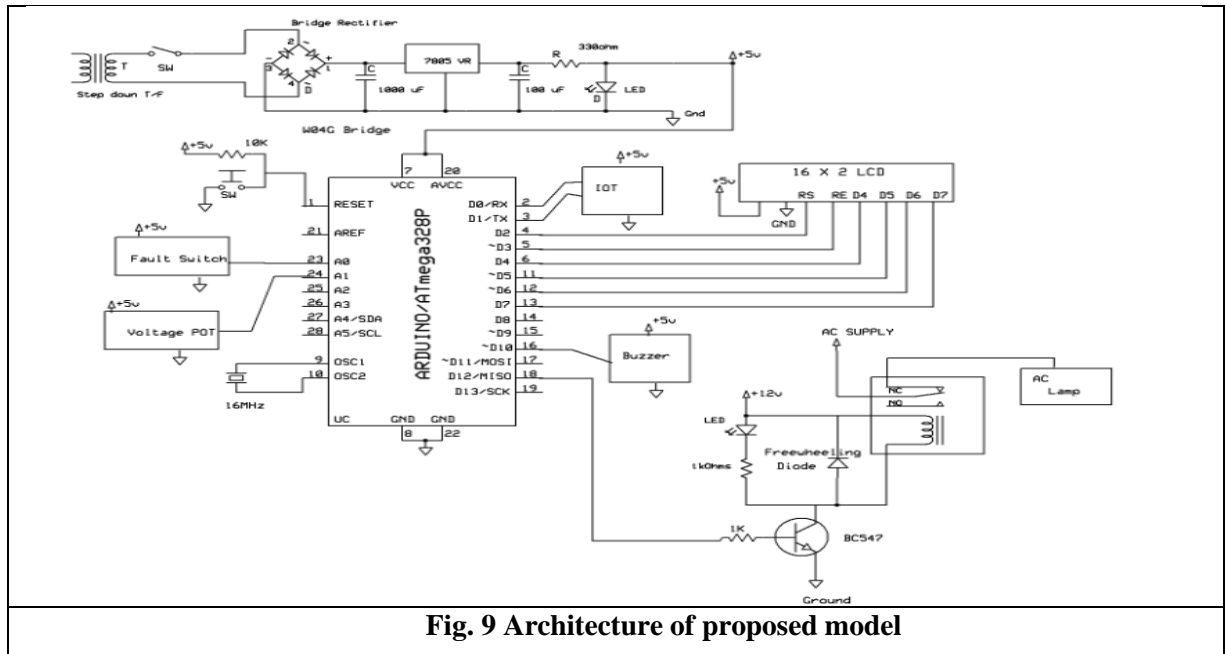 Bridge Rectifier
2 ~
- 3
+ 1
4 ~
D
T
SW
Step down T/F
W04G Bridge
C
1000 uF
7805 VR
C
100 uF
R
330ohm
D
LED
+5v
Gnd
+5v
10K
SW
7
20
VCC AVCC
1 RESET
21 AREF
23 A0
24 A1
25 A2
26 A3
27 A4/SDA
28 A5/SCL
9 OSC1
10 OSC2
UC
GND GND
8
22
ARDUINO/ATmega328P
D0/RX 2
D1/TX 3
D2 4
~D3 5
D4 6
~D5 11
~D6 12
D7 13
D8 14
~D9 15
~D10 16
~D11/MOSI 17
D12/MISO 18
D13/SCK 19
+5v
Fault Switch
+5v
Voltage POT
16MHz
+5v
IOT
+5v
16 X 2 LCD
RS RE D4 D5 D6 D7
GND
+5v
Buzzer
AC SUPPLY
NC
NO
AC
Lamp
+12v
LED
1kOhms
Freewheeling
Diode
1K
BC547
Ground
Fig. 9 Architecture of proposed model